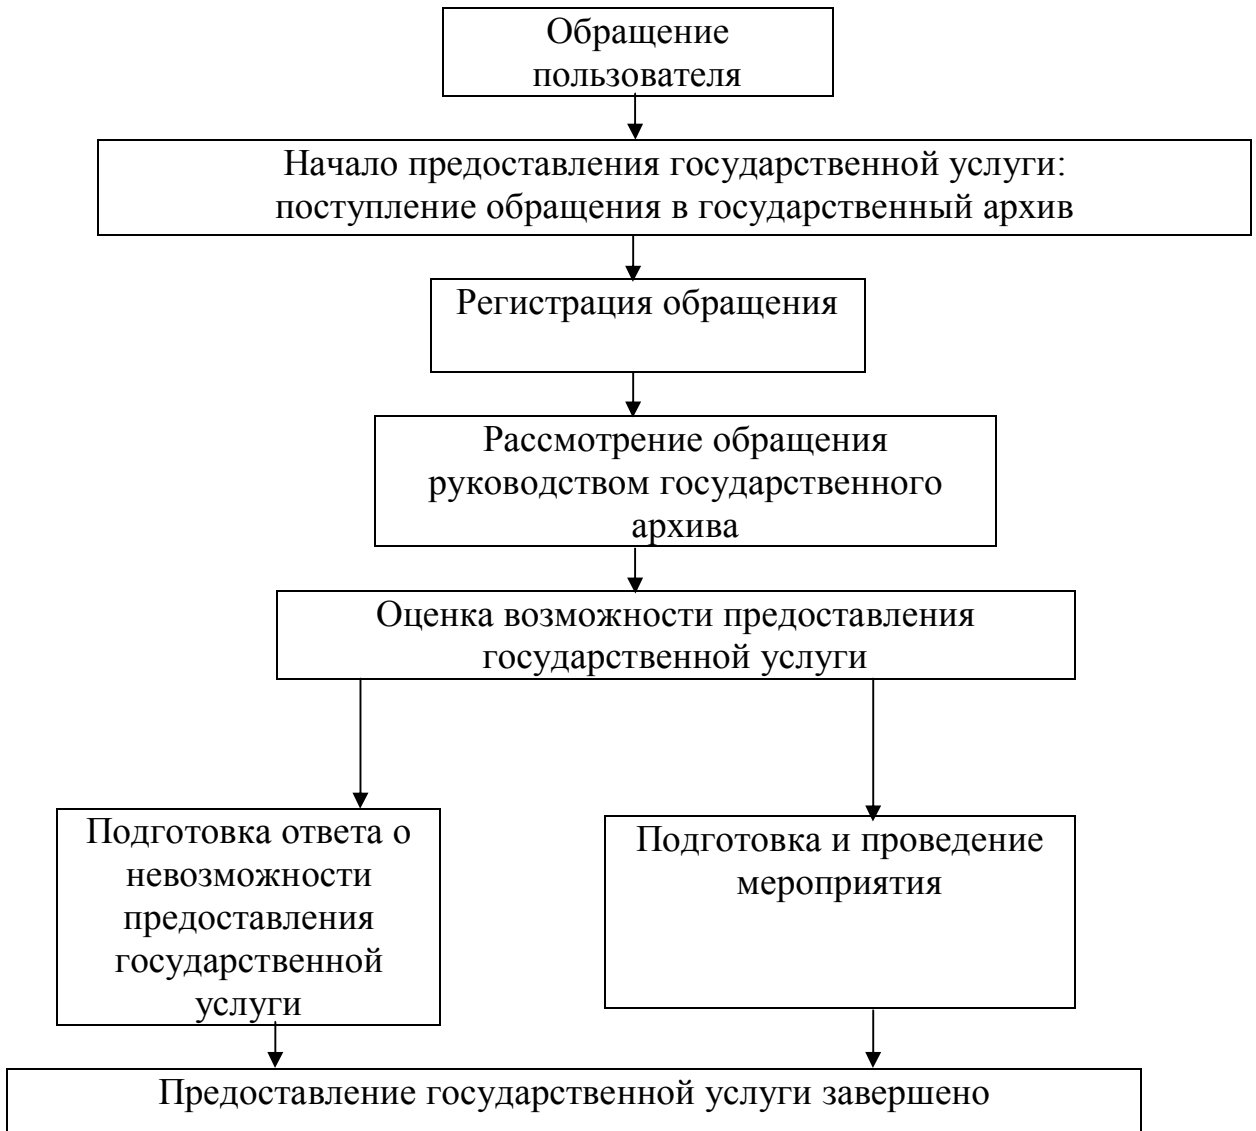 Обращение
пользователя
Начало предоставления государственной услуги:
поступление обращения в государственный архив
Регистрация обращения
Рассмотрение обращения
руководством государственного
архива
Оценка возможности предоставления
государственной услуги
Подготовка ответа о
невозможности
предоставления
государственной
услуги
Подготовка и проведение
мероприятия
Предоставление государственной услуги завершено